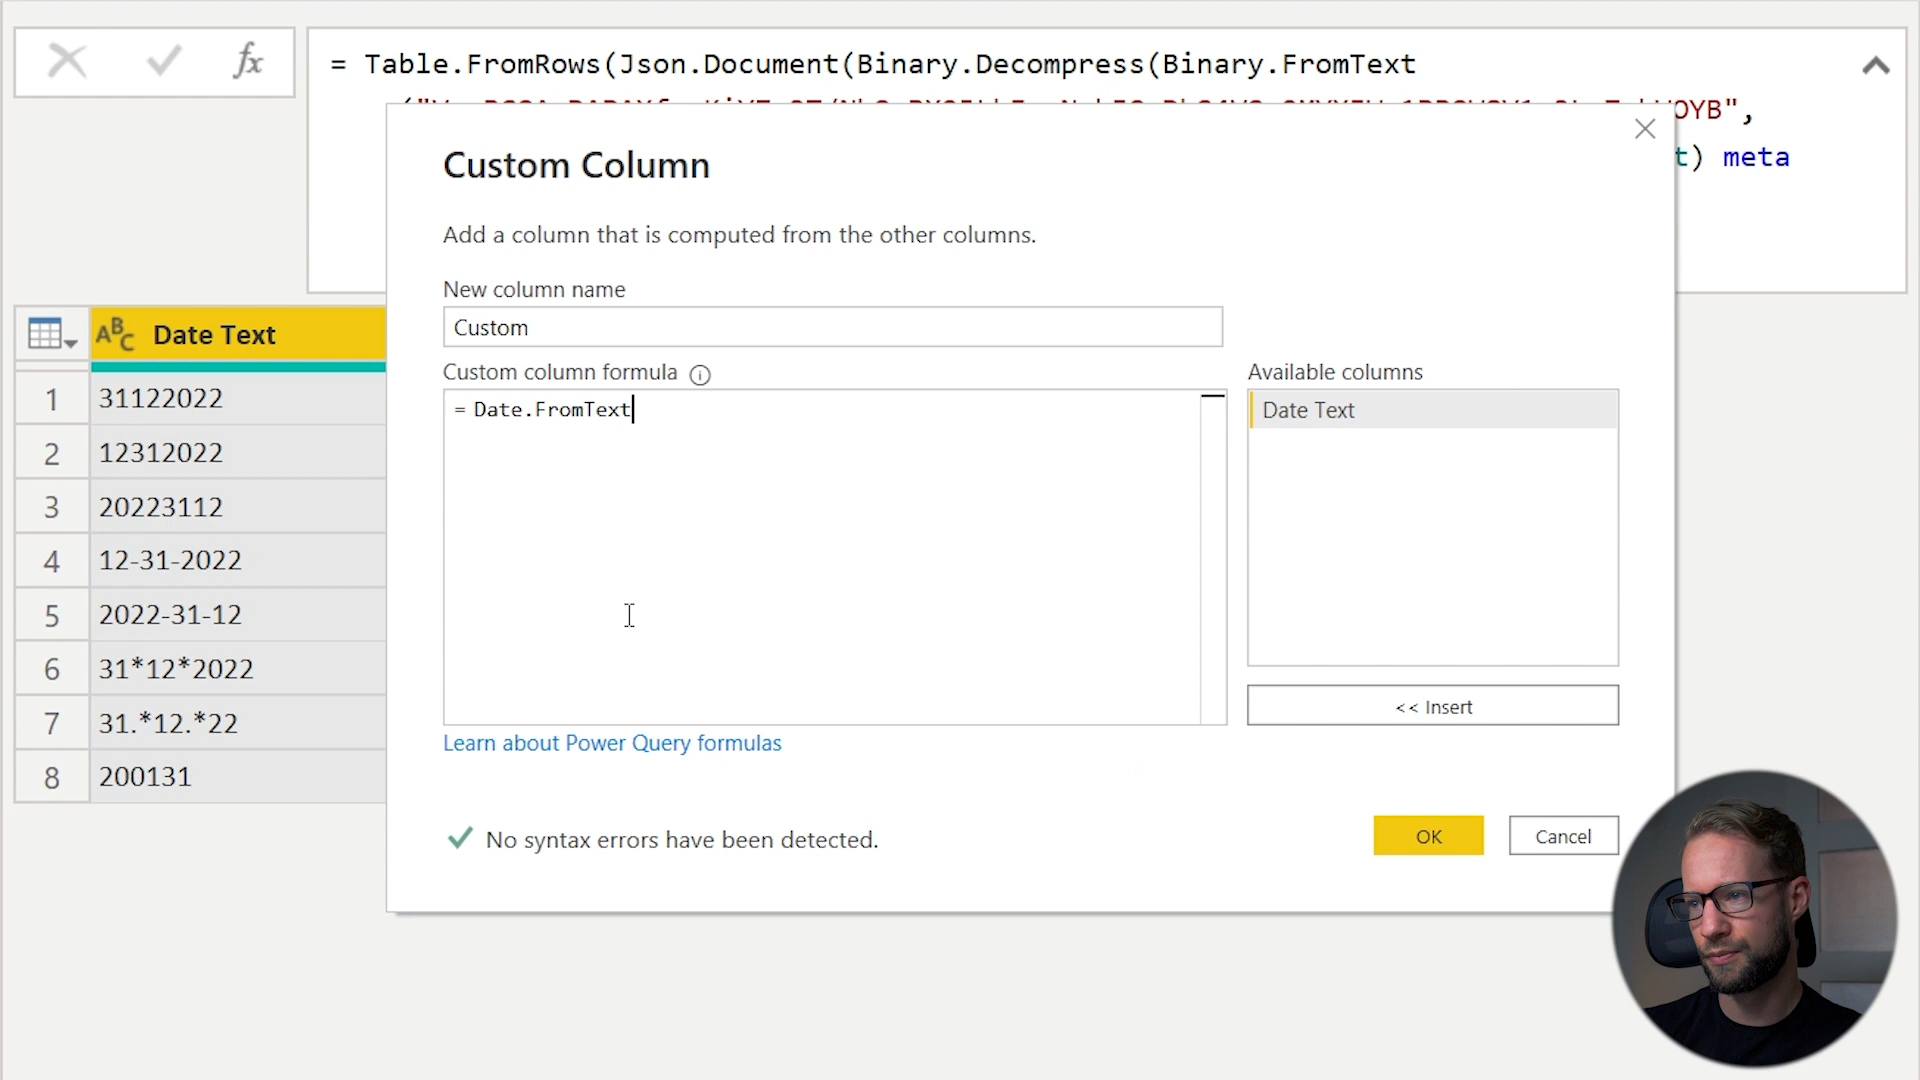 fx
= Table.FromRows(Json.Document(Binary.Decompress(Binary.FromText
OYB",
t) meta
Custom Column
Add a column that is computed from the other columns.
New column name
Custom
Custom column formula
= Date.FromText
Available columns
Date Text
<< Insert
Learn about Power Query formulas
No syntax errors have been detected.
OK
Cancel
ABC Date Text
1 31122022
2 12312022
3 20223112
4 12-31-2022
5 2022-31-12
6 31*12*2022
7 31.*12.*22
8 200131